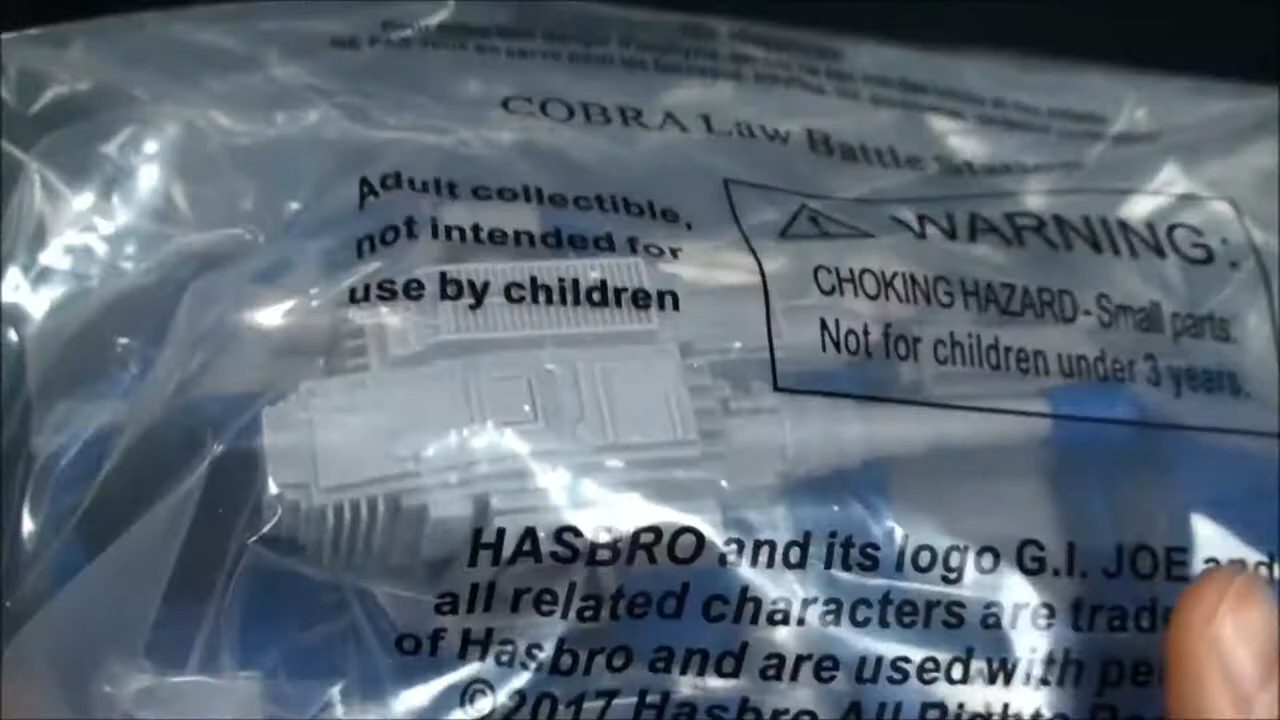 COBRA Law Battle
Adult collectible,
not intended for
use by children
WARNING:
CHOKING HAZARD-Small parts.
Not for children under 3 years.
HASBRO and its logo G.I. JOE and
all related characters are trad
of Hasbro and are used with pe
©2017 Hasbro All Rights Re